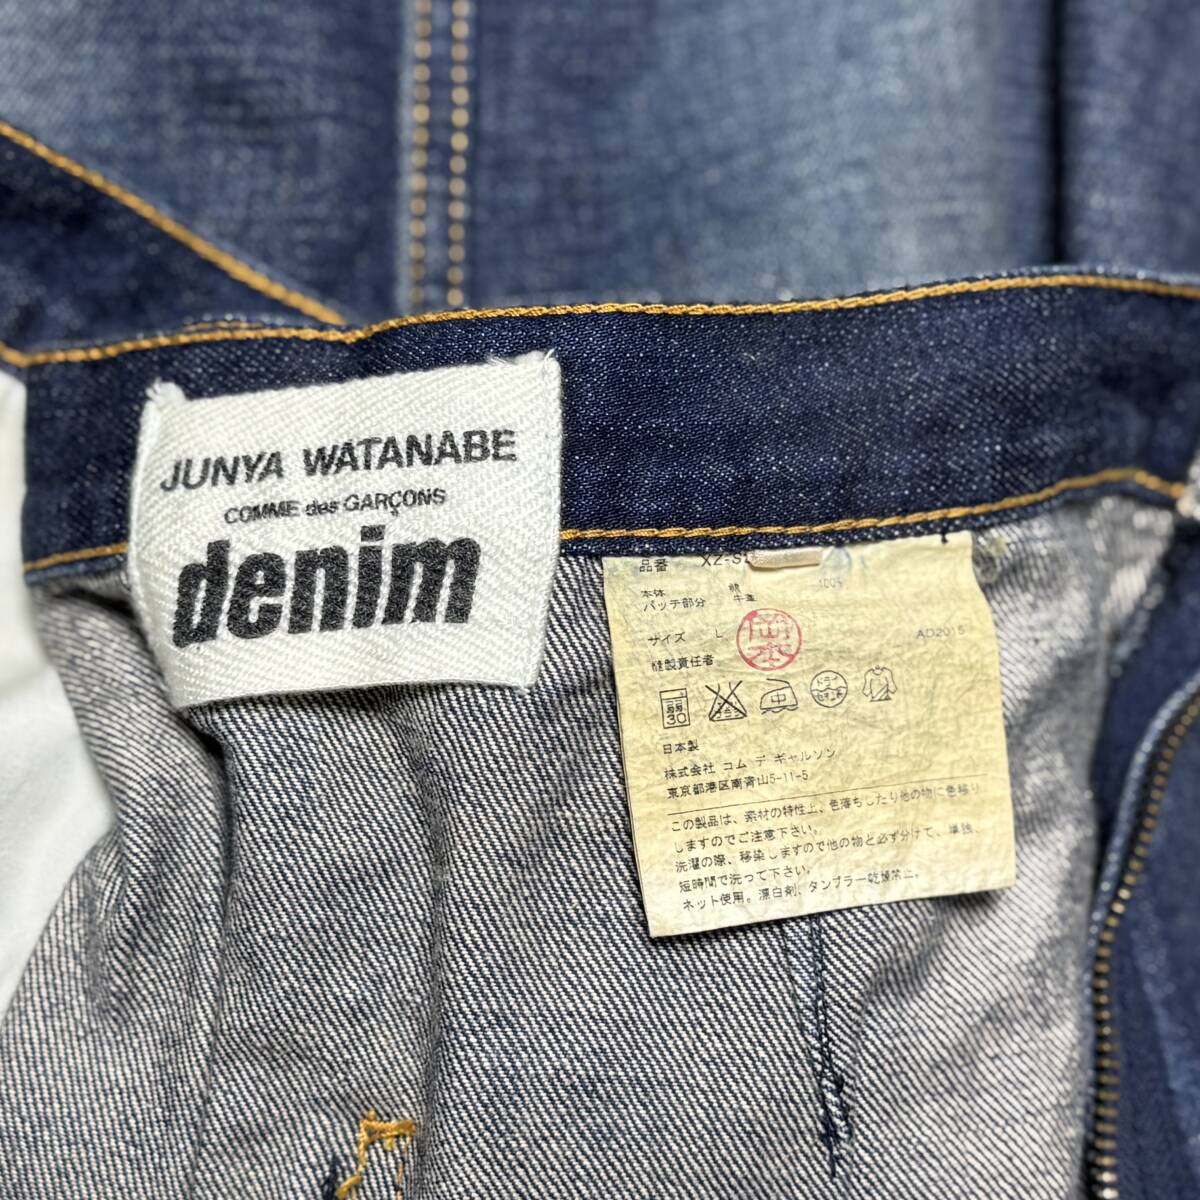 JUNYA WATANABE
COMME des GARÇONS
denim
品番 XZ-S
本体 綿 100%
パッチ部分 牛革
サイズ L AD2015
縫製責任者 岡本
30 中 ドライ
日本製
株式会社 コム デ ギャルソン
東京都港区南青山5-11-5
この製品は、素材の特性上、色落ちしたり他の物に色移り
しますのでご注意下さい。
洗濯の際、移染しますので他の物と必ず分けて、単独、
短時間で洗って下さい。
ネット使用。漂白剤、タンブラー乾燥禁止。